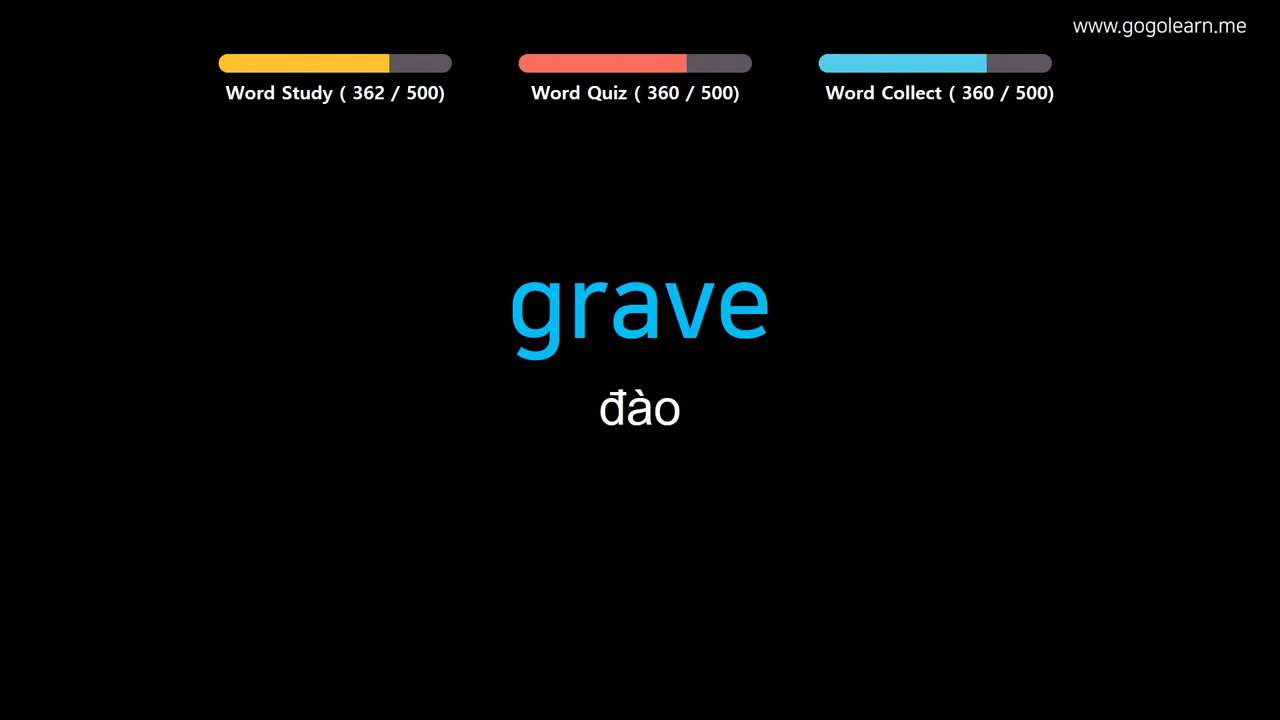 www.gogolearn.me
Word Study ( 362 / 500)
Word Quiz ( 360 / 500)
Word Collect ( 360 / 500)
grave
đào